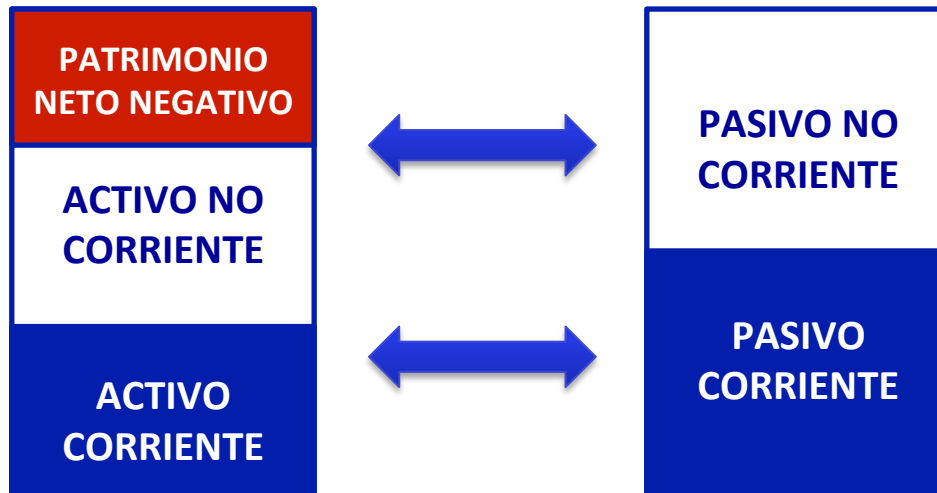 PATRIMONIO
NETO NEGATIVO
ACTIVO NO
CORRIENTE
ACTIVO
CORRIENTE
PASIVO NO
CORRIENTE
PASIVO
CORRIENTE